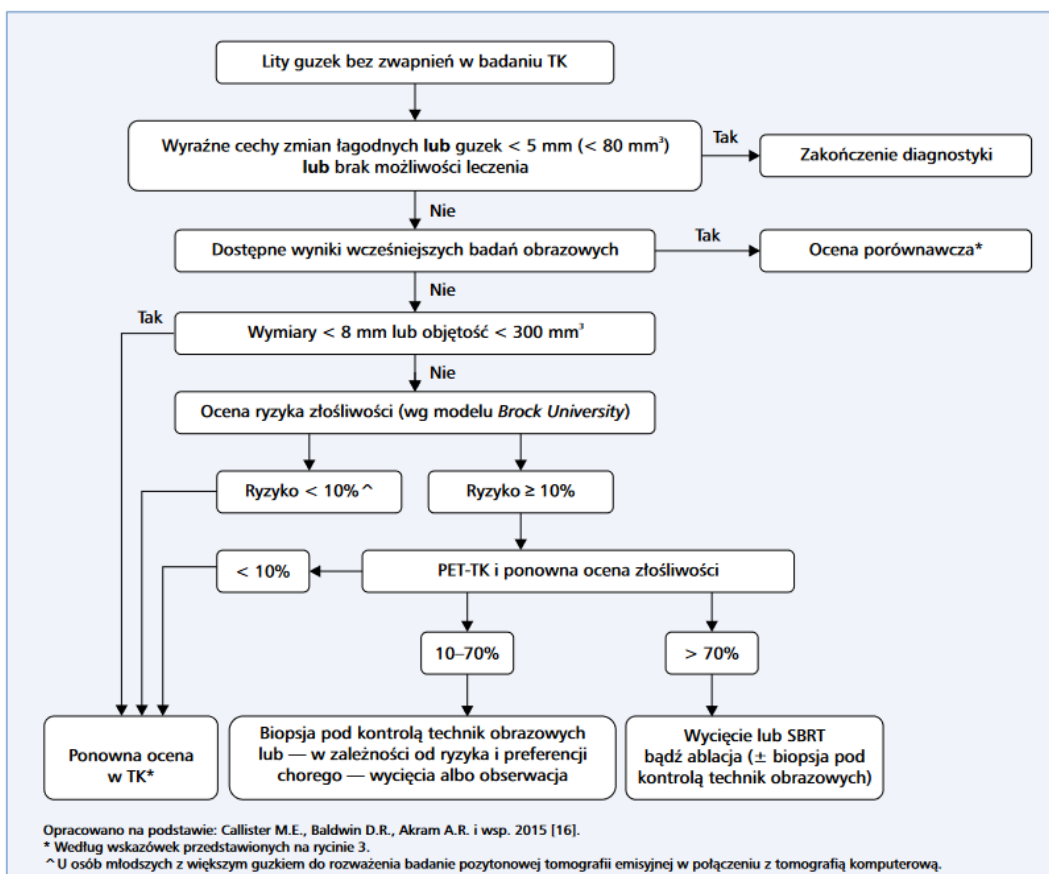 Lity guzek bez zwapnień w badaniu TK
Wyraźne cechy zmian łagodnych lub guzek < 5 mm (< 80 mm³)
lub brak możliwości leczenia
Tak
Zakończenie diagnostyki
Nie
Dostępne wyniki wcześniejszych badań obrazowych
Tak
Ocena porównawcza*
Nie
Tak
Wymiary < 8 mm lub objętość < 300 mm³
Nie
Ocena ryzyka złośliwości (wg modelu Brock University)
Ryzyko < 10%^
Ryzyko ≥ 10%
< 10%
PET-TK i ponowna ocena złośliwości
10–70%
> 70%
Ponowna ocena
w TK*
Biopsja pod kontrolą technik obrazowych
lub — w zależności od ryzyka i preferencji
chorego — wycięcia albo obserwacja
Wycięcie lub SBRT
bądź ablacja (± biopsja pod
kontrolą technik obrazowych)
Opracowano na podstawie: Callister M.E., Baldwin D.R., Akram A.R. i wsp. 2015 [16].
* Według wskazówek przedstawionych na rycinie 3.
^ U osób młodszych z większym guzkiem do rozważenia badanie pozytonowej tomografii emisyjnej w połączeniu z tomografią komputerową.